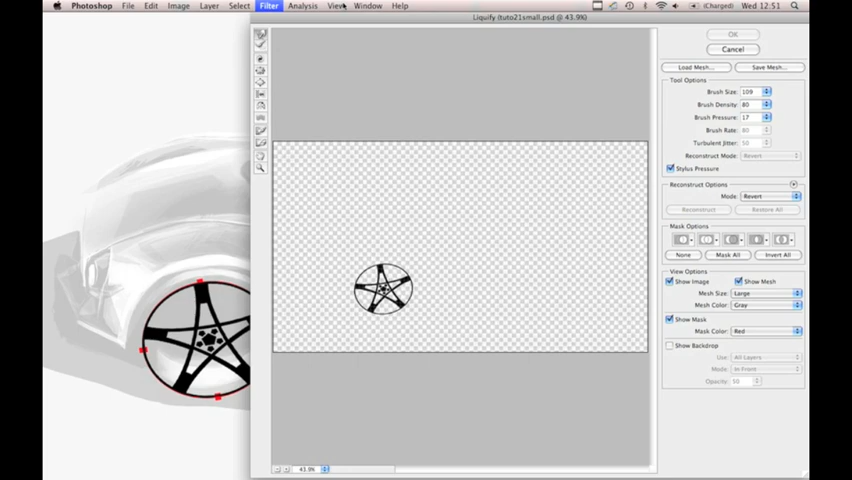 Photoshop File Edit Image Layer Select Filter Analysis View Window Help (Charged) Wed 12:51
Liquify (tuto21small.psd @ 43.9%)
OK
Cancel
Load Mesh... Save Mesh...
Tool Options
Brush Size: 109
Brush Density: 80
Brush Pressure: 17
Brush Rate: 80
Turbulent Jitter: 50
Reconstruct Mode: Revert
Stylus Pressure
Reconstruct Options
Mode: Revert
Reconstruct Restore All
Mask Options
None Mask All Invert All
View Options
Show Image Show Mesh
Mesh Size: Large
Mesh Color: Gray
Show Mask
Mask Color: Red
Show Backdrop
Use: All Layers
Mode: In Front
Opacity: 50
43.9%